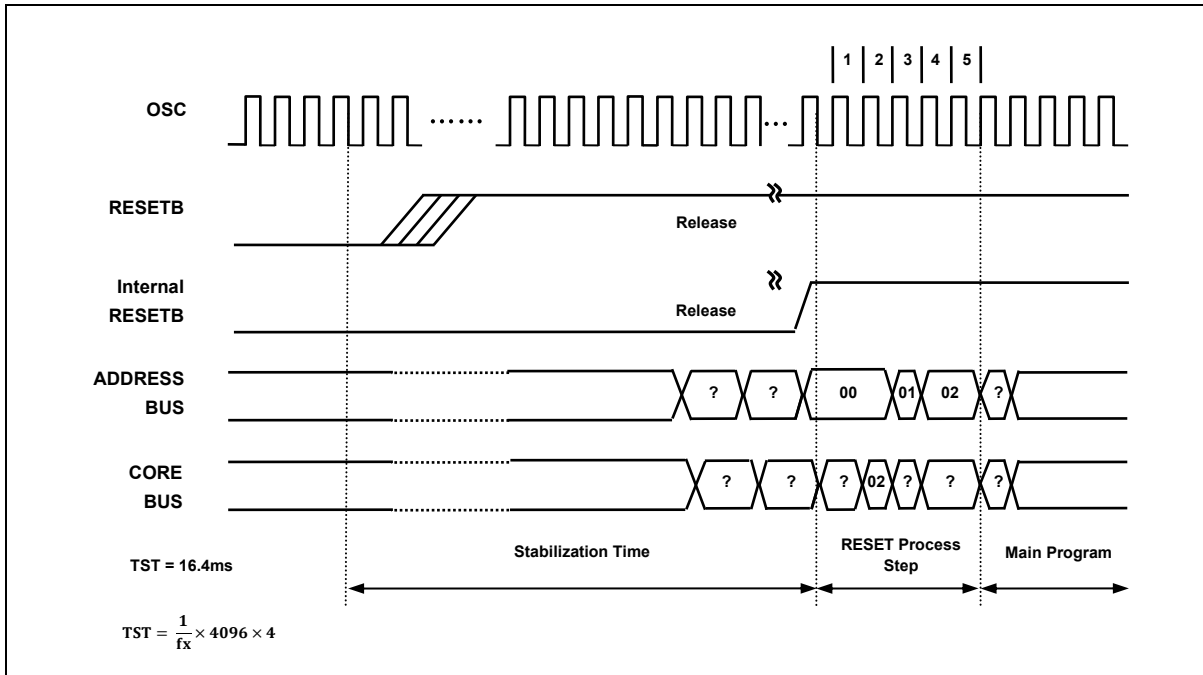 1 2 3 4 5
OSC
......
...
RESETB
Release
Internal
RESETB
Release
ADDRESS
BUS
? ? 00 01 02 ?
CORE
BUS
? ? ? 02 ? ? ?
TST = 16.4ms
Stabilization Time
RESET Process
Step
Main Program
TST = 1/fx × 4096 × 4